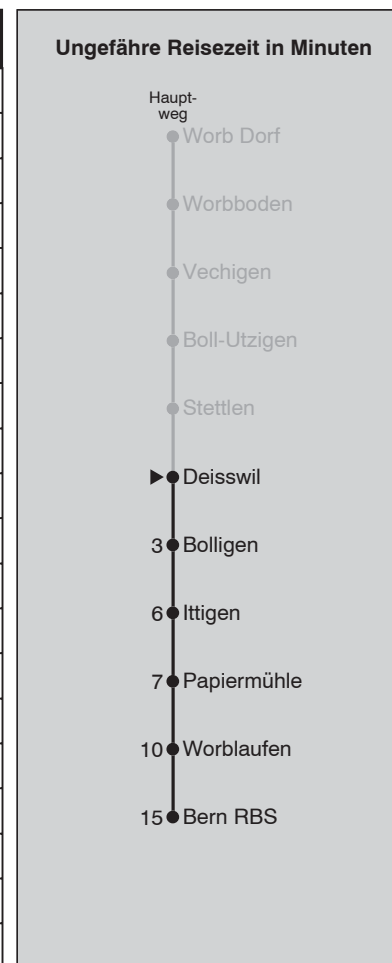 Ungefähre Reisezeit in Minuten
Haupt-
weg
Worb Dorf
Worbboden
Vechigen
Boll-Utzigen
Stettlen
Deisswil
3 Bolligen
6 Ittigen
7 Papiermühle
10 Worblaufen
15 Bern RBS